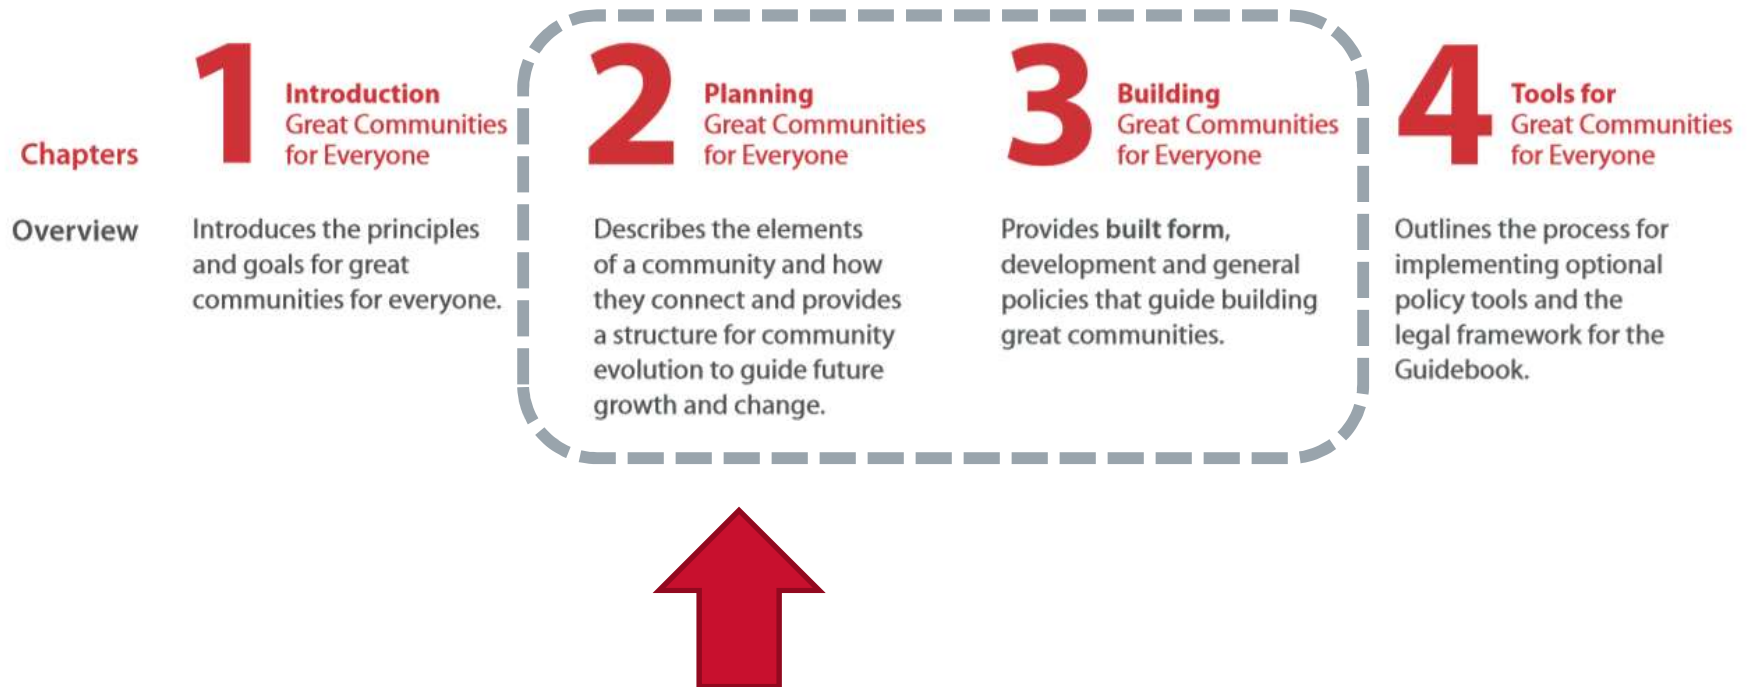 Chapters
1
Introduction
Great Communities
for Everyone
2
Planning
Great Communities
for Everyone
3
Building
Great Communities
for Everyone
4
Tools for
Great Communities
for Everyone
Overview
Introduces the principles
and goals for great
communities for everyone.
Describes the elements
of a community and how
they connect and provides
a structure for community
evolution to guide future
growth and change.
Provides built form,
development and general
policies that guide building
great communities.
Outlines the process for
implementing optional
policy tools and the
legal framework for the
Guidebook.